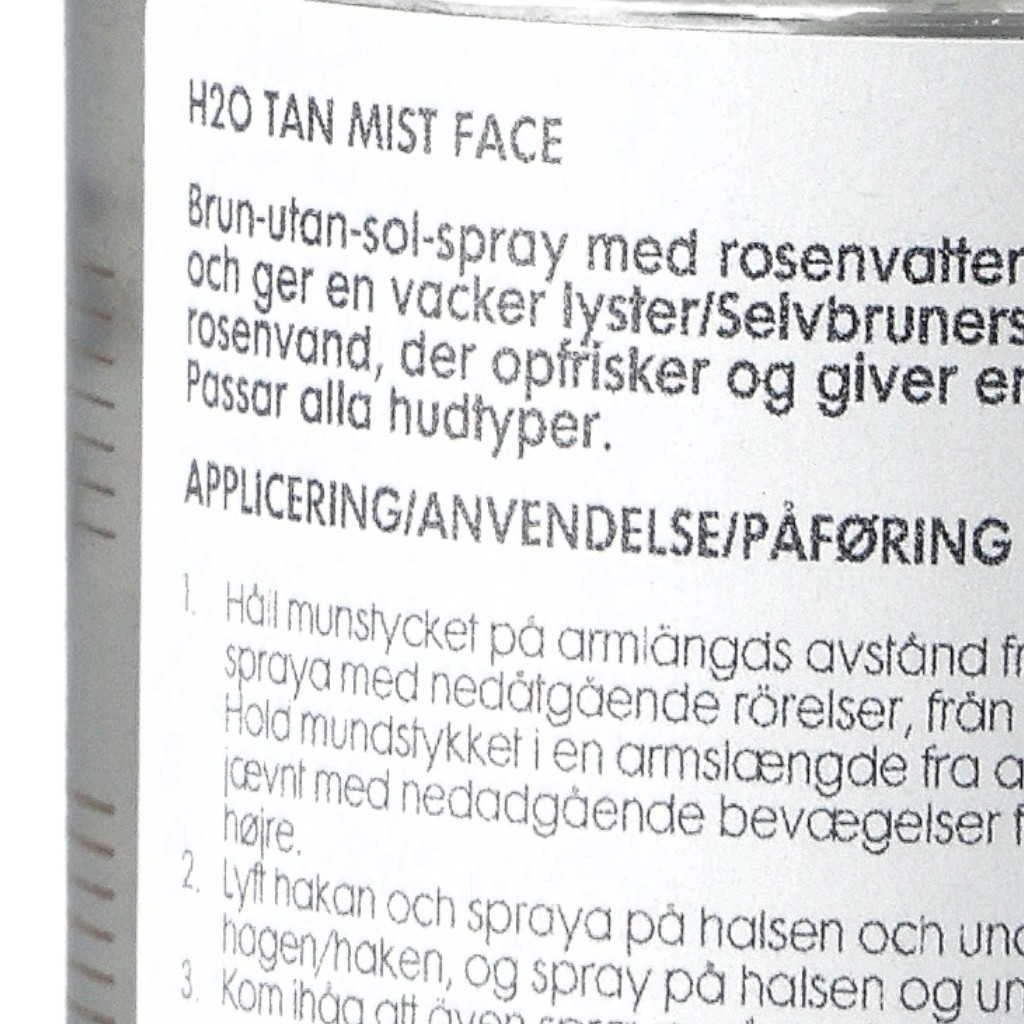 H2O TAN MIST FACE
Brun-utan-sol-spray med rosenvatten
och ger en vacker lyster/Selvbruners
rosenvand, der opfrisker og giver en
Passar alla hudtyper.
APPLICERING/ANVENDELSE/PÅFØRING
1. Håll munstycket på armlängds avstånd fr
spraya med nedåtgående rörelser, från
Hold mundstykket i en armslængde fra a
jævnt med nedadgående bevægelser f
højre.
2. Lyft hakan och spraya på halsen och und
hagen/haken, og spray på halsen og un
3. Kom ihåg att även